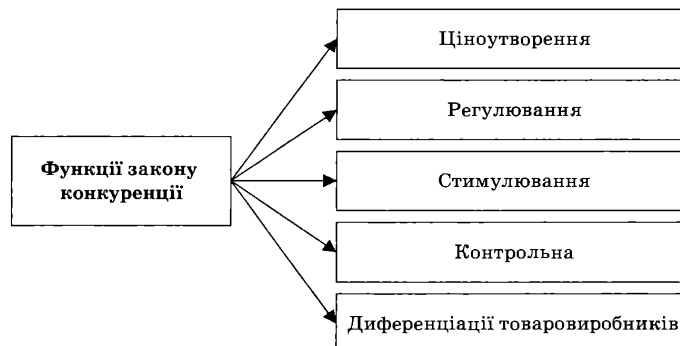 Ціноутворення
Регулювання
Функції закону
конкуренції
Стимулювання
Контрольна
Диференціації товаровиробників